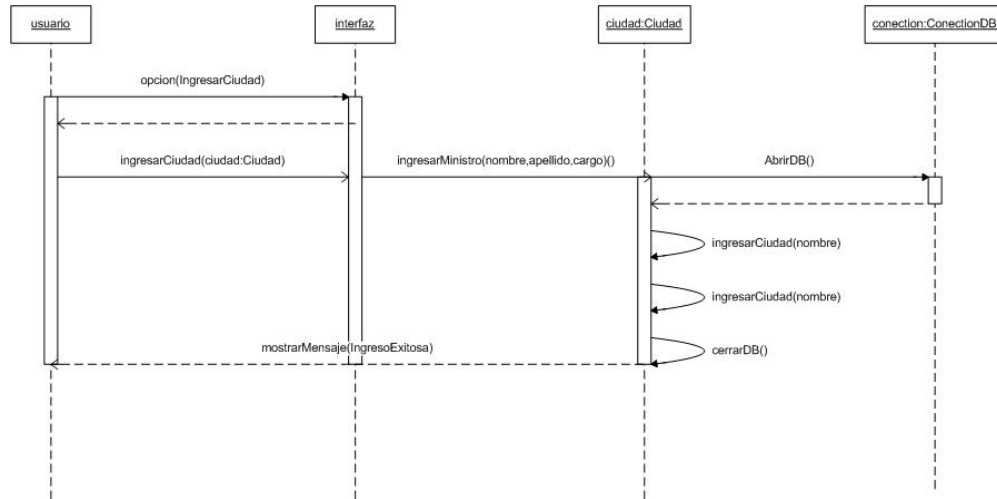 usuario
interfaz
ciudad:Ciudad
conection:ConectionDB
opcion(IngresarCiudad)
ingresarCiudad(ciudad:Ciudad)
ingresarMinistro(nombre,apellido,cargo)()
AbrirDB()
ingresarCiudad(nombre)
ingresarCiudad(nombre)
mostrarMensaje(IngresoExitosa)
cerrarDB()